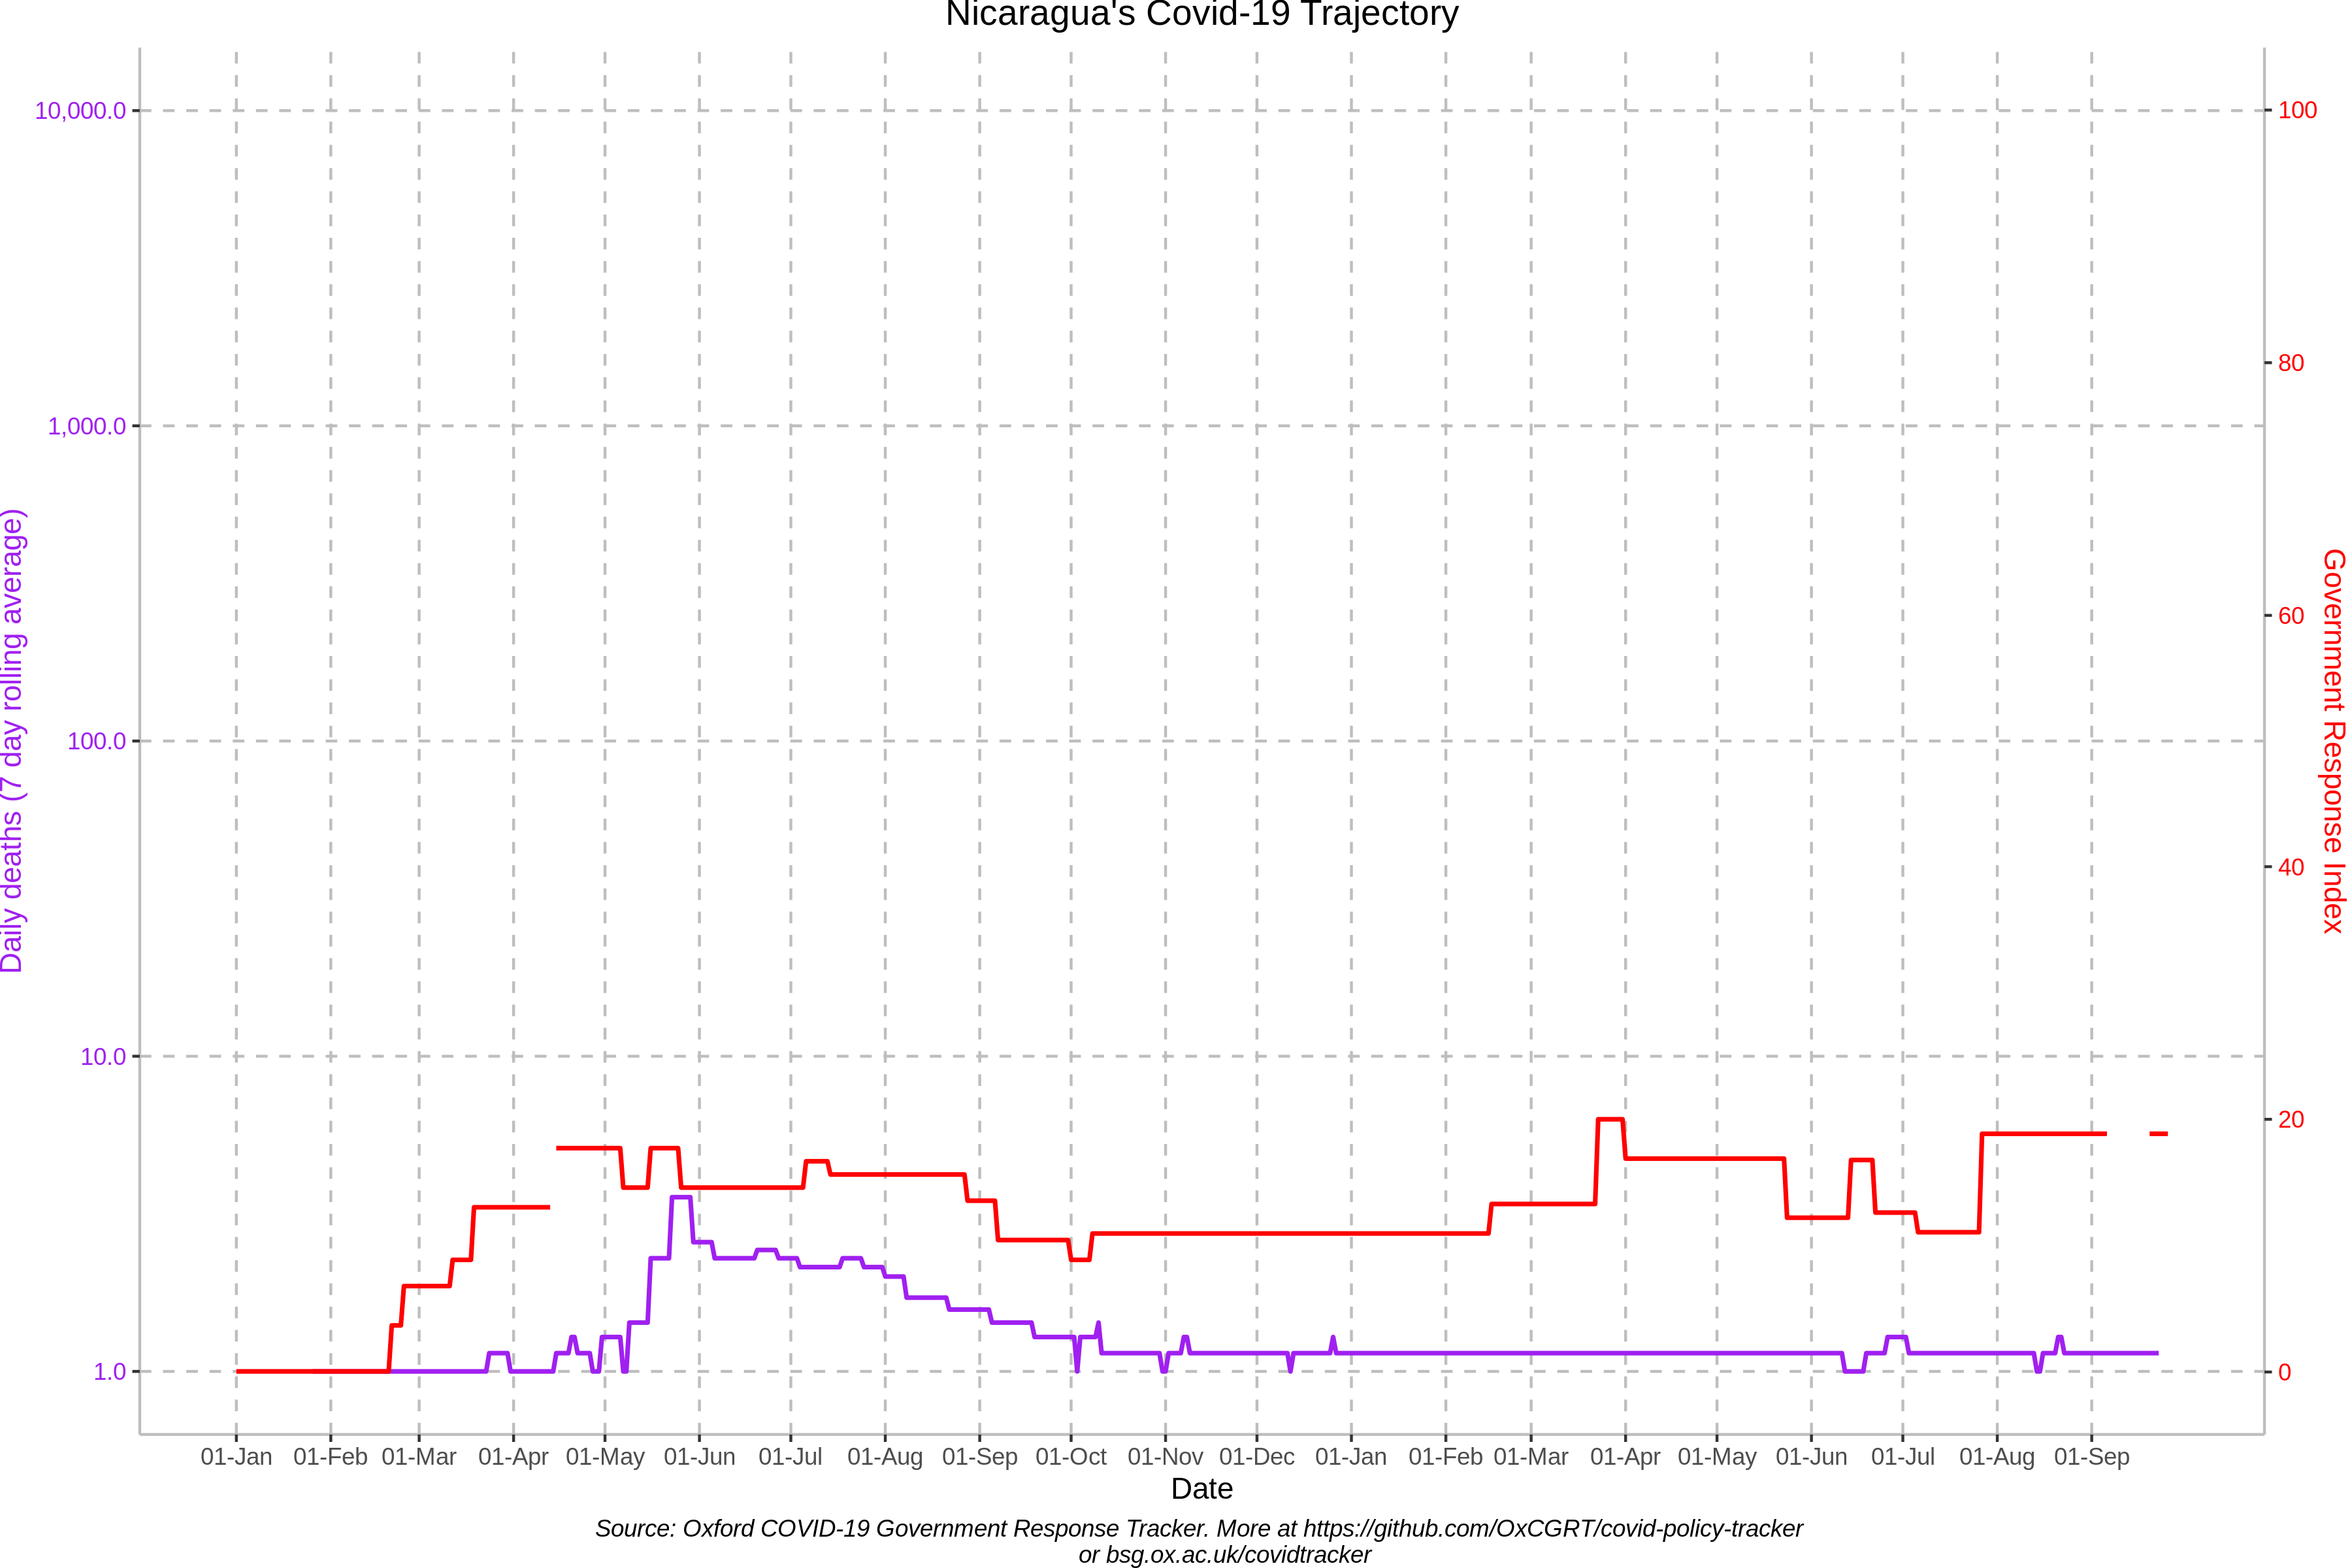 Nicaragua's Covid-19 Trajectory
10,000.0
1,000.0
100.0
10.0
1.0
Daily deaths (7 day rolling average)
100
80
60
40
20
0
Government Response Index
01-Jan 01-Feb 01-Mar 01-Apr 01-May 01-Jun 01-Jul 01-Aug 01-Sep 01-Oct 01-Nov 01-Dec 01-Jan 01-Feb 01-Mar 01-Apr 01-May 01-Jun 01-Jul 01-Aug 01-Sep
Date
Source: Oxford COVID-19 Government Response Tracker. More at https://github.com/OxCGRT/covid-policy-tracker
or bsg.ox.ac.uk/covidtracker